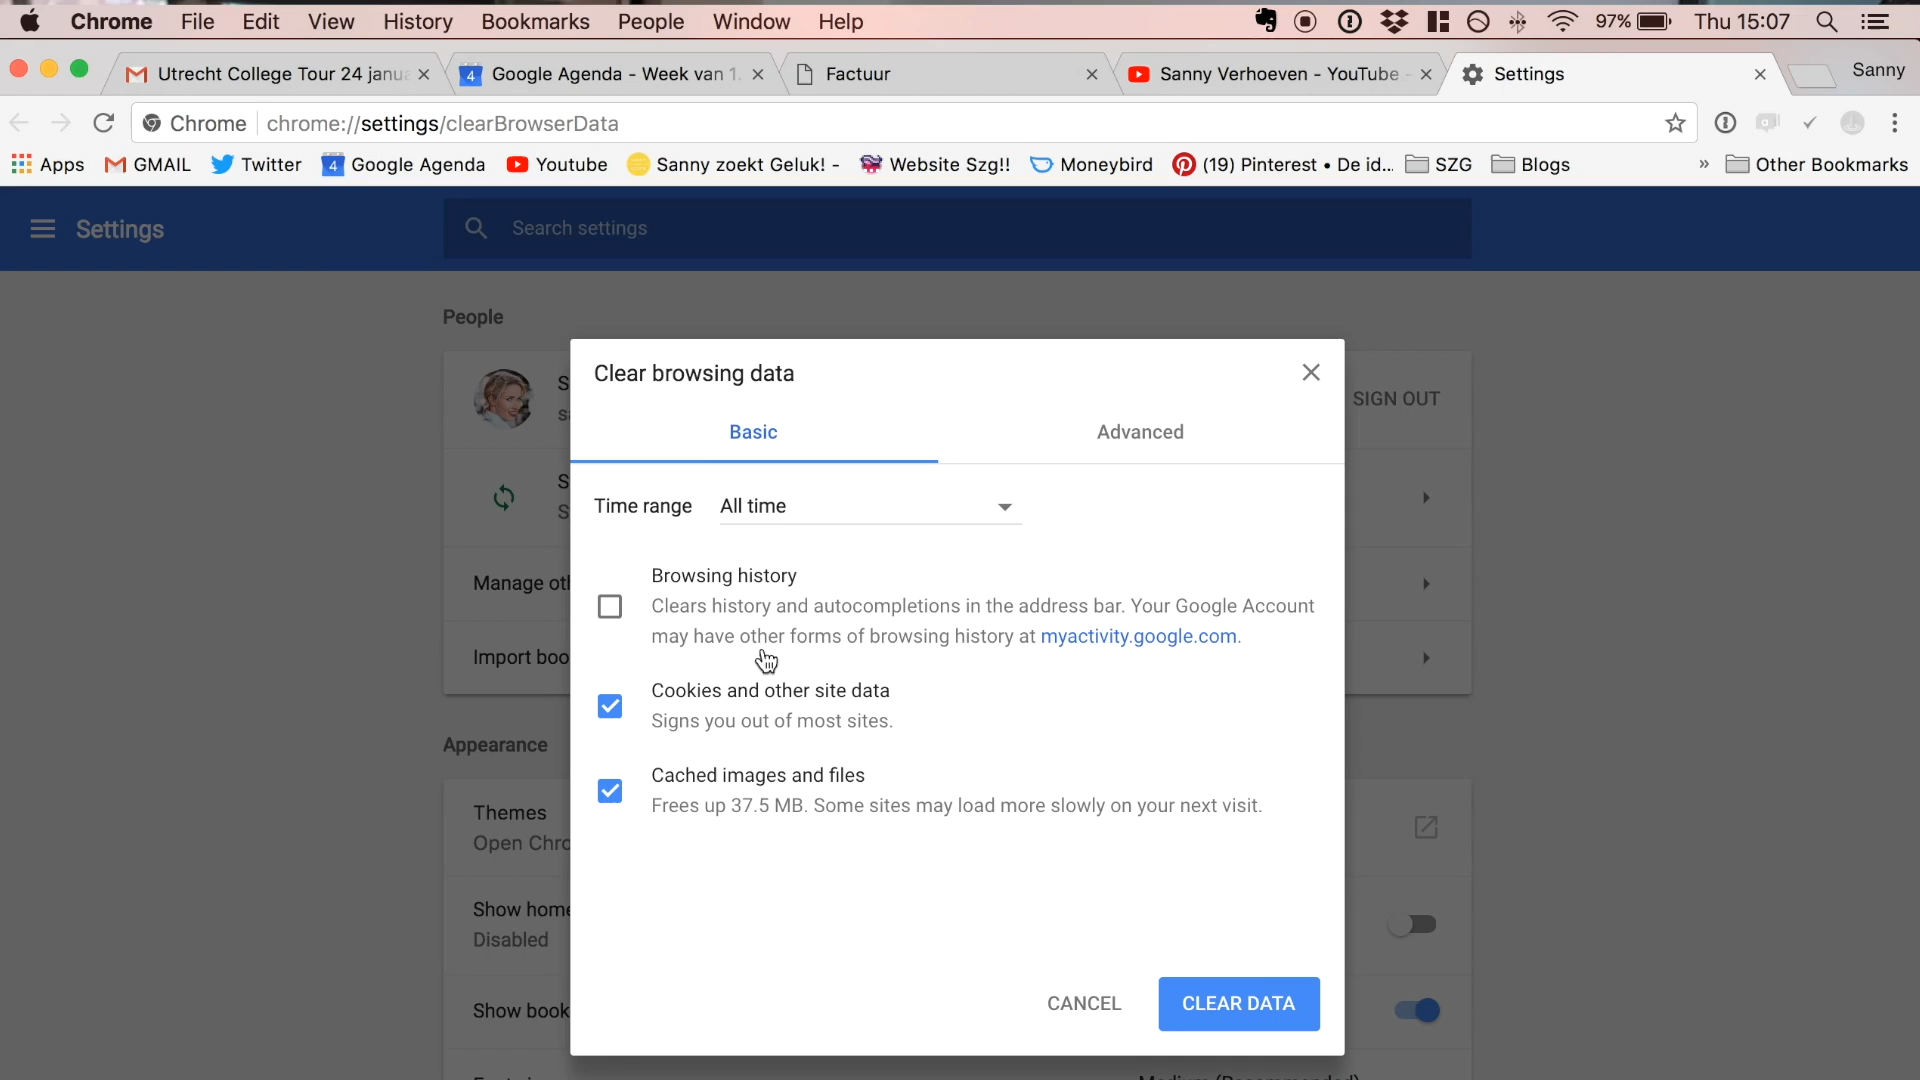 Chrome File Edit View History Bookmarks People Window Help 97% Thu 15:07
Utrecht College Tour 24 janua Google Agenda - Week van 1. Factuur Sanny Verhoeven - YouTube - Settings Sanny
Chrome chrome://settings/clearBrowserData
Apps GMAIL Twitter 4 Google Agenda Youtube Sanny zoekt Geluk! - Website Szg!! Moneybird (19) Pinterest • De id... SZG Blogs » Other Bookmarks
Settings Search settings
People
SIGN OUT
Manage oth
Import boo
Appearance
Themes
Open Chro
Show home
Disabled
Show book
Clear browsing data
Basic Advanced
Time range All time
Browsing history
Clears history and autocompletions in the address bar. Your Google Account
may have other forms of browsing history at myactivity.google.com.
Cookies and other site data
Signs you out of most sites.
Cached images and files
Frees up 37.5 MB. Some sites may load more slowly on your next visit.
CANCEL CLEAR DATA